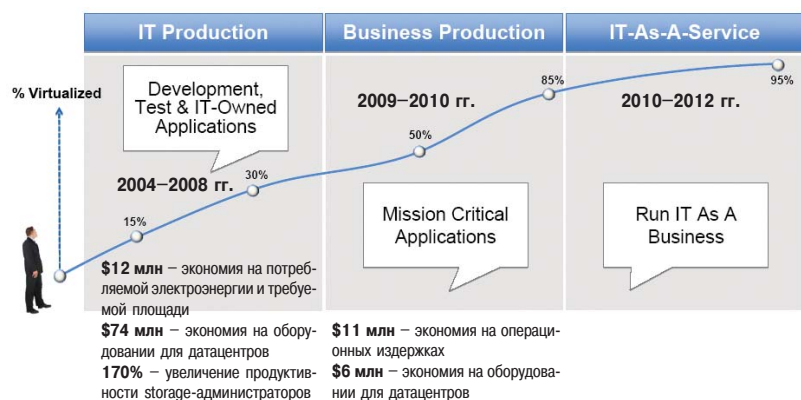 IT Production
Business Production
IT-As-A-Service
% Virtualized
Development,
Test & IT-Owned
Applications
2004–2008 гг.
15%
30%
2009–2010 гг.
50%
85%
Mission Critical
Applications
2010–2012 гг.
95%
Run IT As A
Business
$12 млн – экономия на потреб-
ляемой электроэнергии и требуе-
мой площади
$74 млн – экономия на обору-
довании для датацентров
170% – увеличение продуктив-
ности storage-администраторов
$11 млн – экономия на операци-
онных издержках
$6 млн – экономия на оборудова-
нии для датацентров